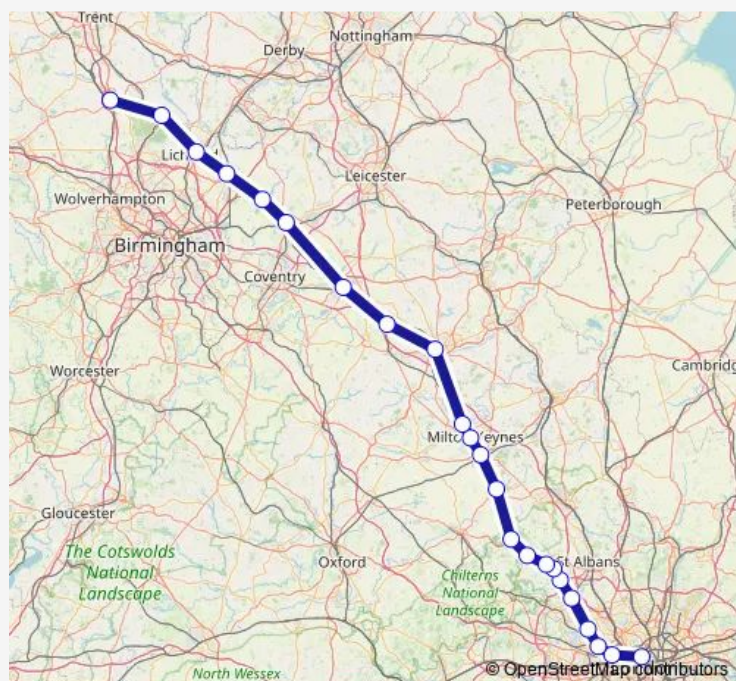 Trent
Nottingham
Derby
Leicester
Wolverhampton
Peterborough
Birmingham
Coventry
Worcester
Cambridg
Gloucester
The Cotswolds
National
Landscape
Oxford
St Albans
Chilterns
National
Landscape
North Wessex
© OpenStreetMap contributors